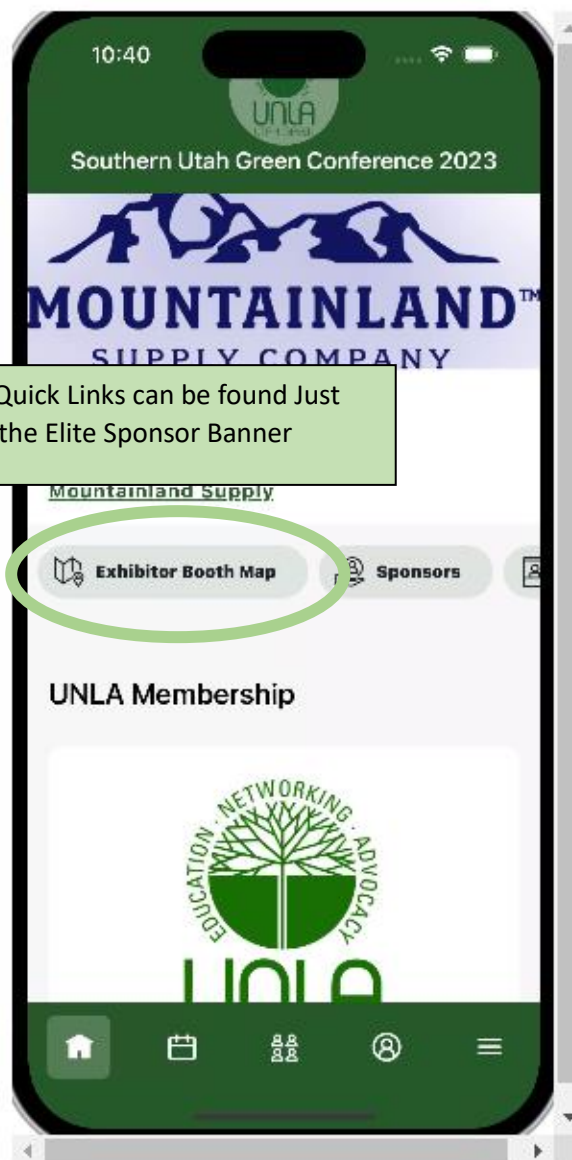 10:40
UNLA
Southern Utah Green Conference 2023
MOUNTAINLAND™
SUPPLY COMPANY
Quick Links can be found Just
the Elite Sponsor Banner
Mountainland Supply
Exhibitor Booth Map
Sponsors
UNLA Membership
EDUCATION · NETWORKING · ADVOCACY
UNLA